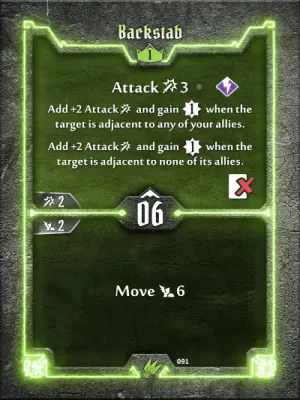 Backstab
1
Attack 3
Add +2 Attack and gain 1 when the
target is adjacent to any of your allies.
Add +2 Attack and gain 1 when the
target is adjacent to none of its allies.
2
2
06
Move 6
091